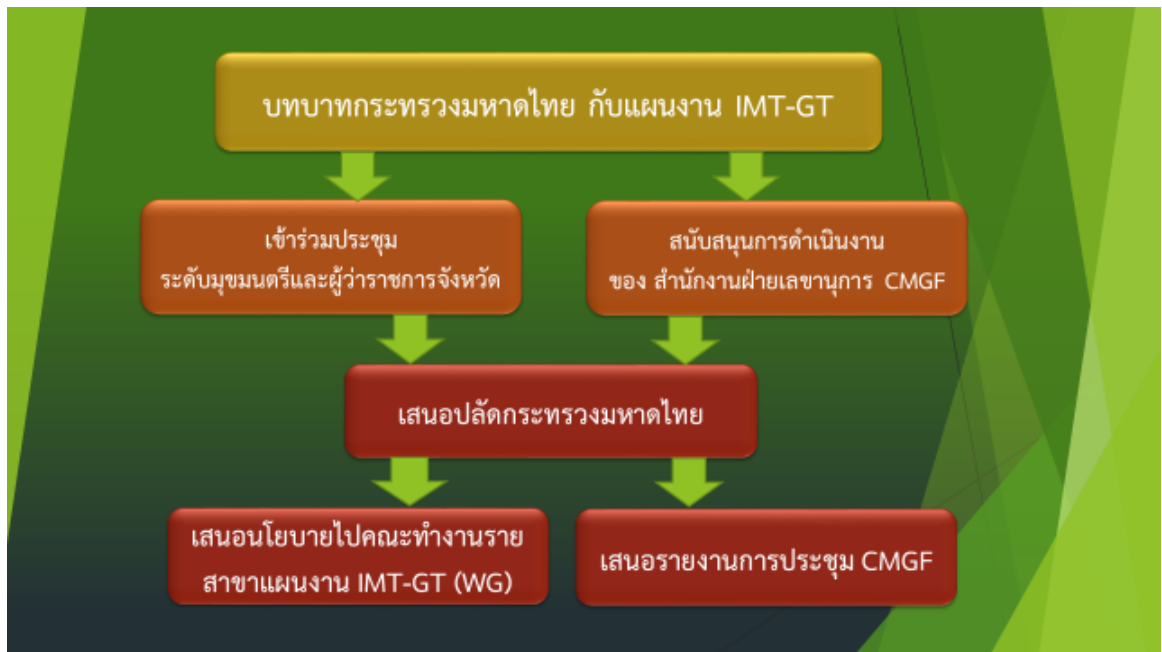 บทบาทกระทรวงมหาดไทย กับแผนงาน IMT-GT
เข้าร่วมประชุม
ระดับมุขมนตรีและผู้ว่าราชการจังหวัด
สนับสนุนการดำเนินงาน
ของ สำนักงานฝ่ายเลขานุการ CMGF
เสนอปลัดกระทรวงมหาดไทย
เสนอนโยบายไปคณะทำงานราย
สาขาแผนงาน IMT-GT (WG)
เสนอรายงานการประชุม CMGF